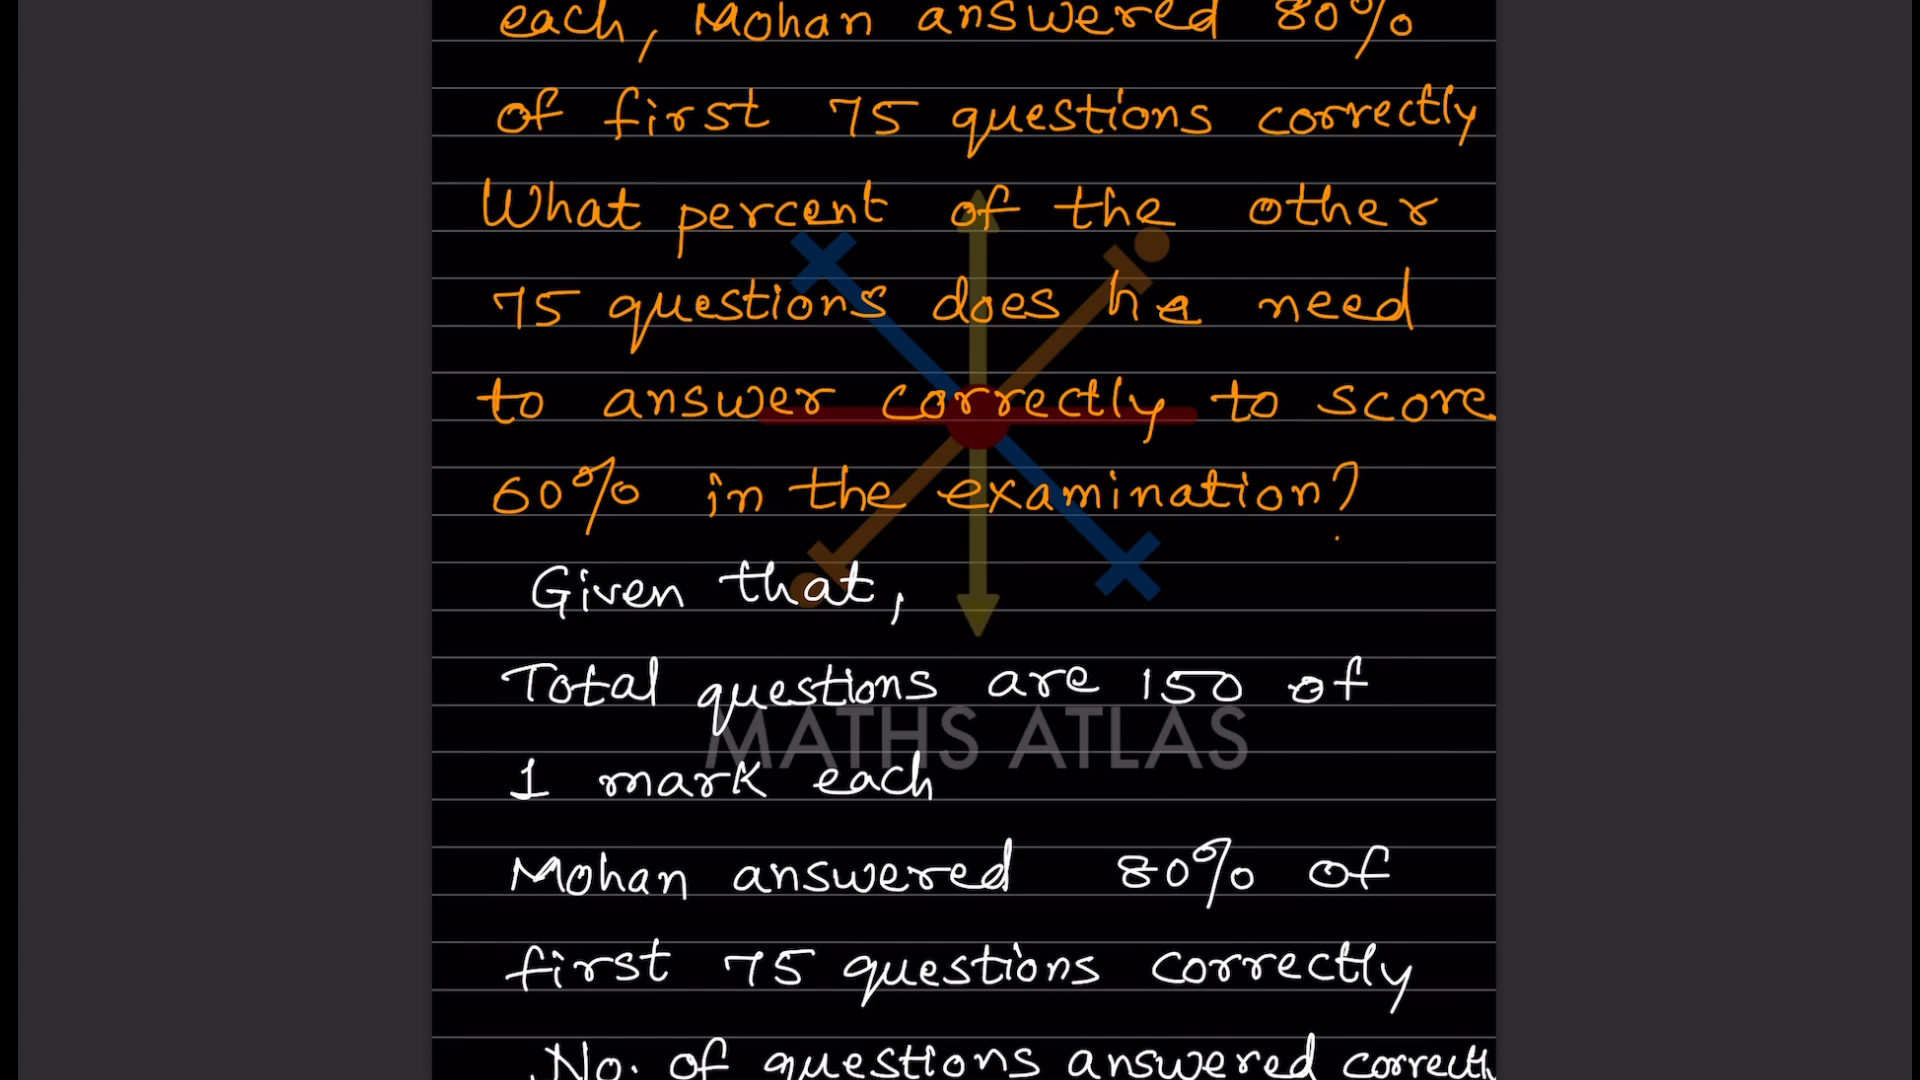 each, Mohan answered 80%
of first 75 questions correctly
What percent of the other
75 questions does he need
to answer correctly to score
60% in the examination?
Given that,
Total questions are 150 of
MATHS ATLAS
1 mark each
Mohan answered 80% of
first 75 questions correctly
No. of questions answered correctly